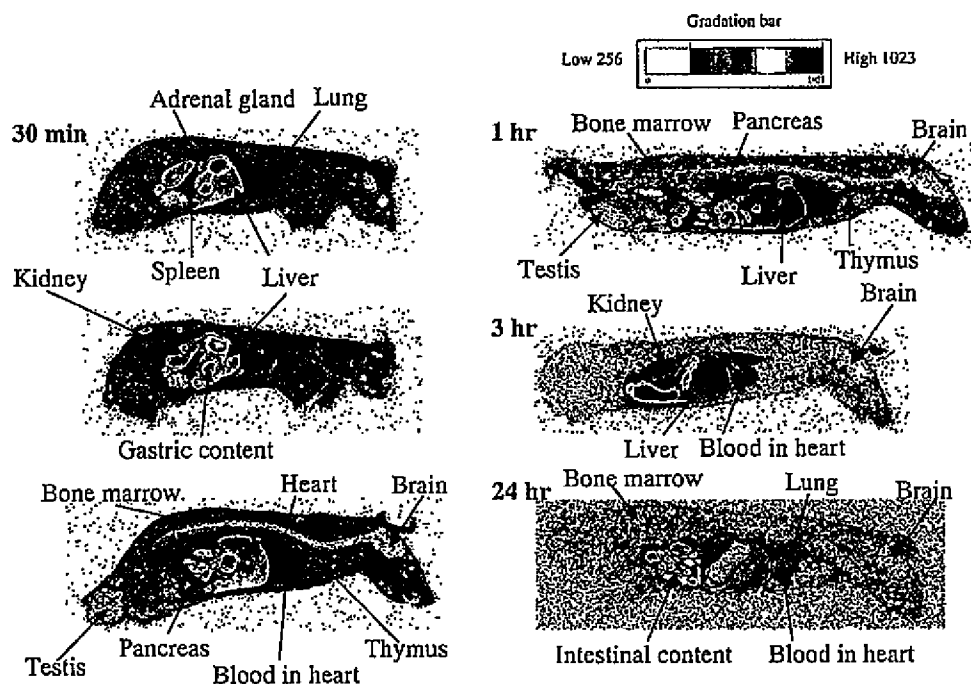 Gradation bar
Low 256
High 1023
30 min
Adrenal gland
Lung
Spleen
Liver
Kidney
Liver
Gastric content
Bone marrow
Heart
Brain
Testis
Pancreas
Blood in heart
Thymus
1 hr
Bone marrow
Pancreas
Brain
Testis
Liver
Thymus
3 hr
Kidney
Brain
Liver
Blood in heart
24 hr
Bone marrow
Lung
Brain
Intestinal content
Blood in heart